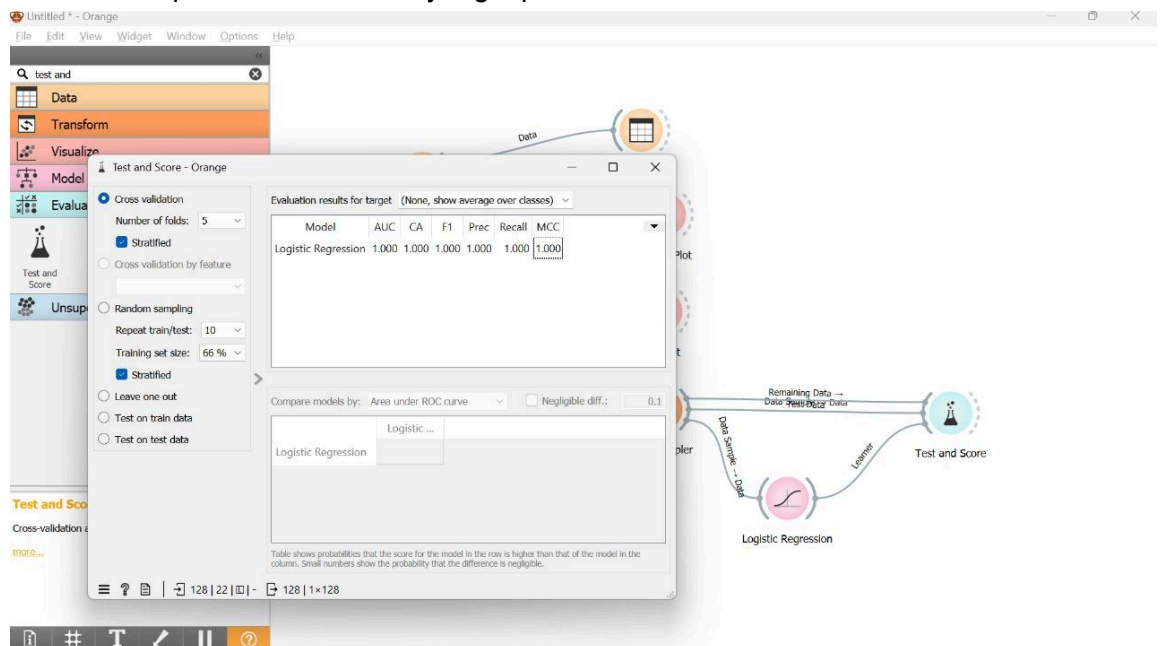 Untitled * - Orange
File Edit View Widget Window Options Help
test and
Data
Transform
Visualize
Model
Evalua
Test and Score
Unsup
Test and Sco
Cross-validation a
more...
Test and Score - Orange
Cross validation
Number of folds: 5
Stratified
Cross validation by feature
Random sampling
Repeat train/test: 10
Training set size: 66 %
Stratified
Leave one out
Test on train data
Test on test data
Evaluation results for target (None, show average over classes)
Model AUC CA F1 Prec Recall MCC
Logistic Regression 1.000 1.000 1.000 1.000 1.000 1.000
Compare models by: Area under ROC curve Negligible diff.: 0.1
Logistic ...
Logistic Regression
Table shows probabilities that the score for the model in the row is higher than that of the model in the
column. Small numbers show the probability that the difference is negligible.
128 | 22 | - 128 | 1×128
Data
Plot
t
pler
Remaining Data →
Data Sample → Data
Learner
Test and Score
Logistic Regression